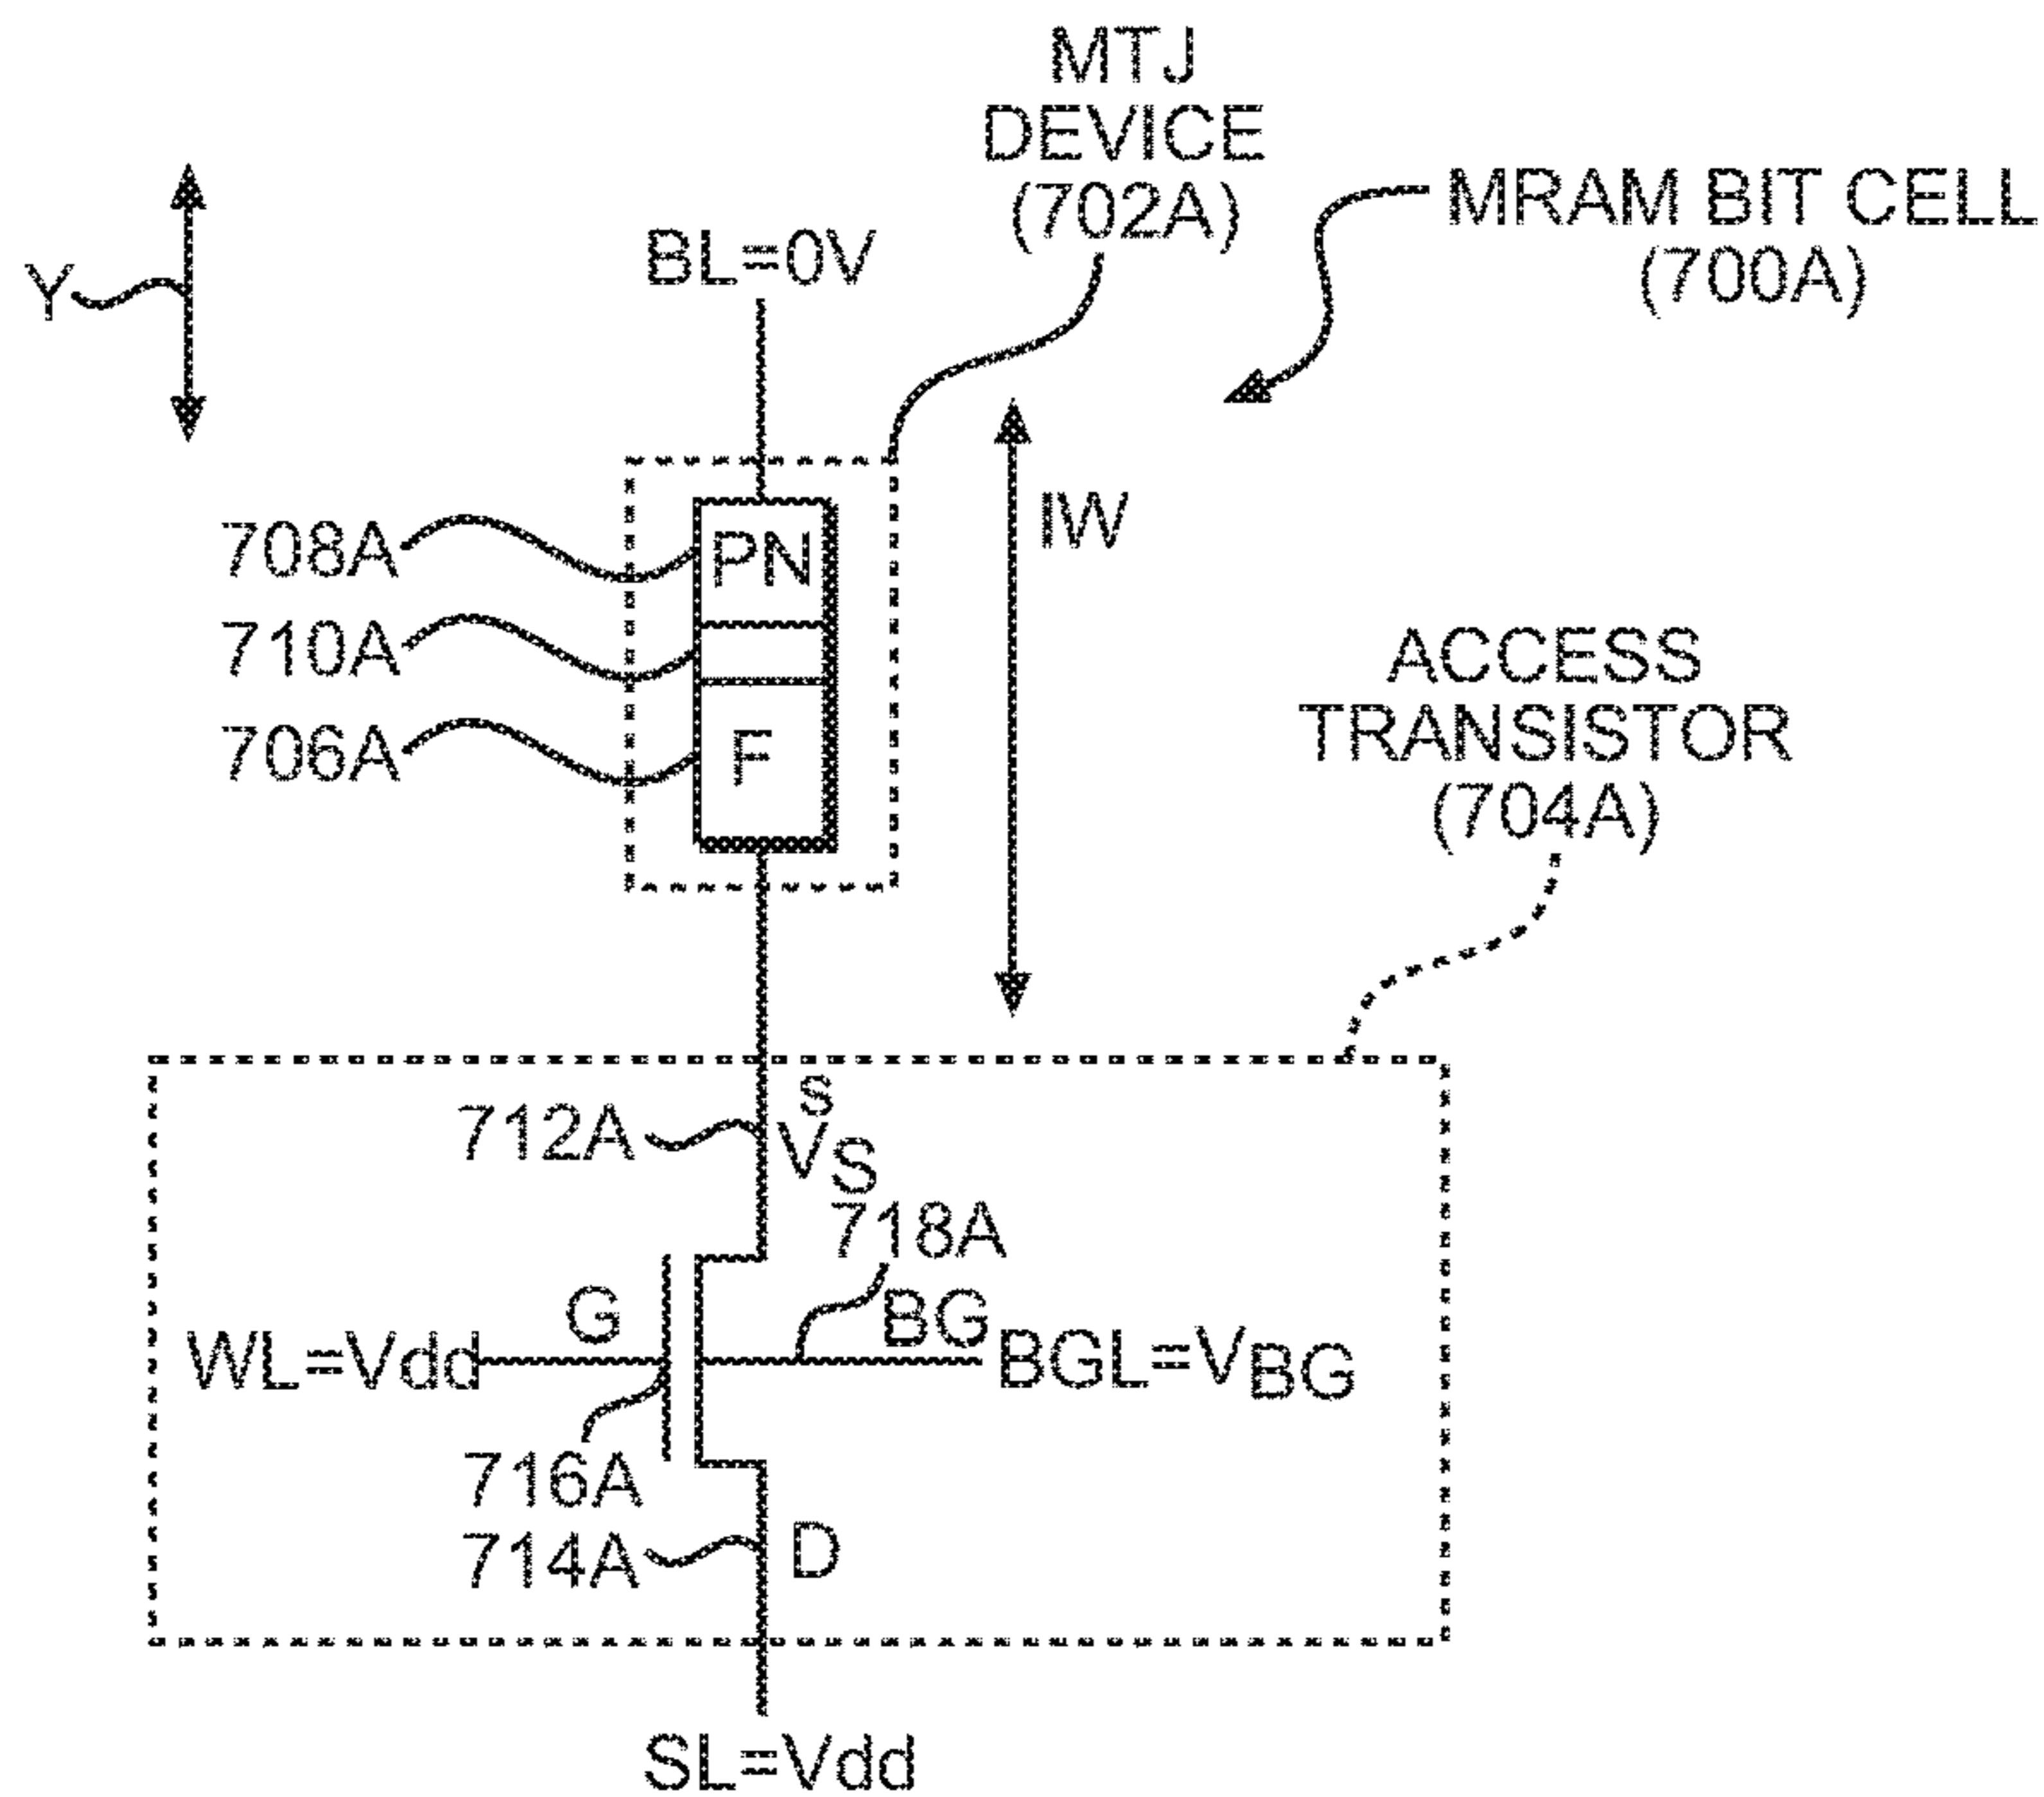 MTJ
DEVICE
(702A)
MRAM BIT CELL
(700A)
Y
BL=0V
708A
PN
IW
710A
706A
F
ACCESS
TRANSISTOR
(704A)
S
712A
VS
718A
G
BG
WL=Vdd
BGL=VBG
716A
714A
D
SL=Vdd